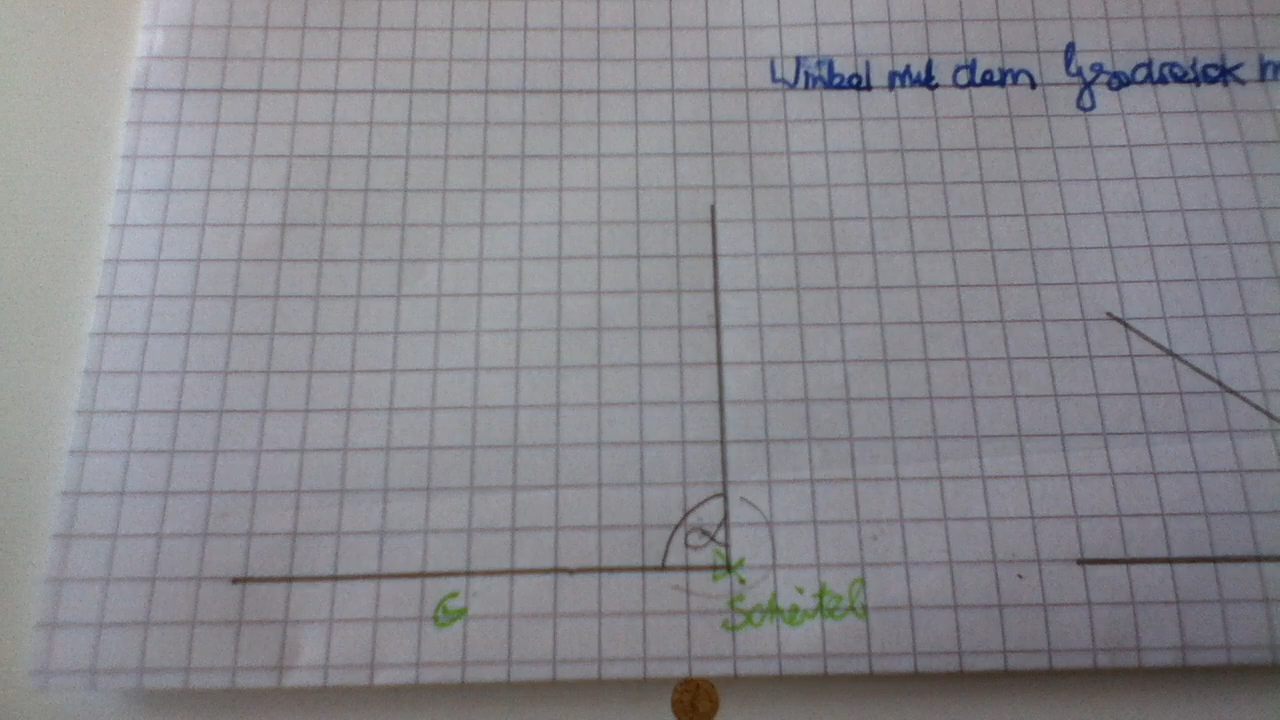 Winkel mit dem Geodreieck m
α
G
Scheitel